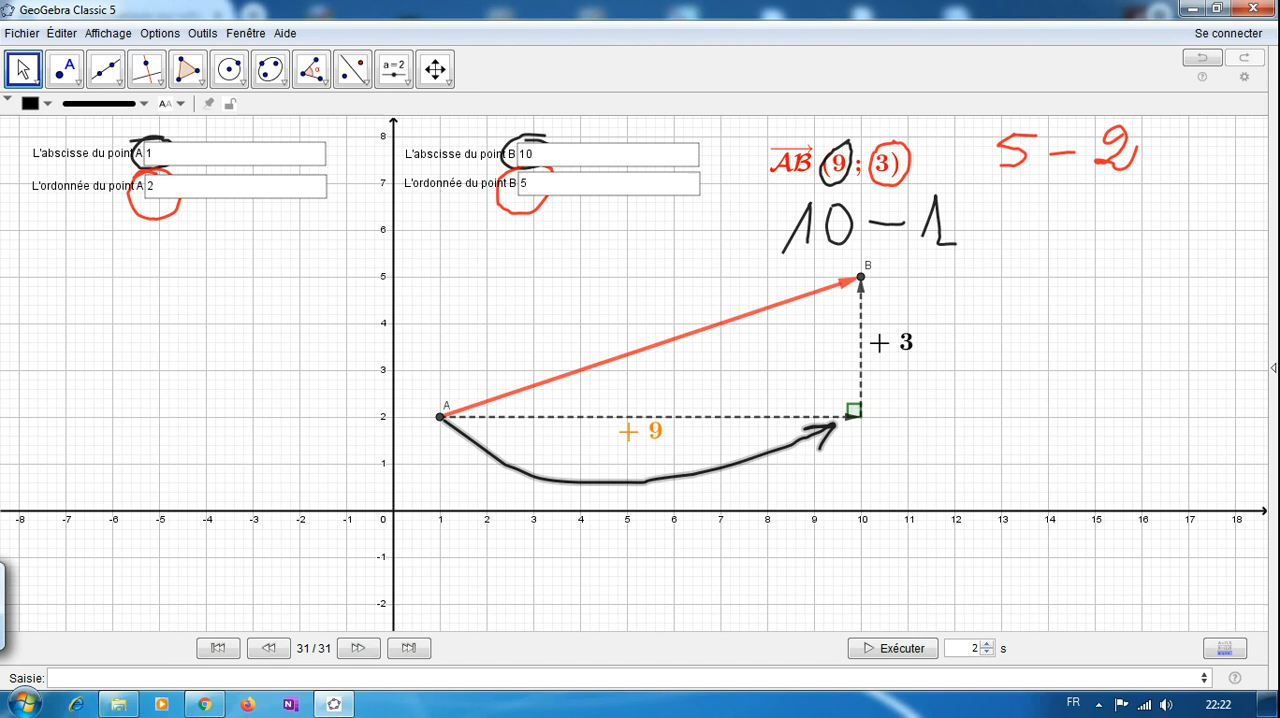 GeoGebra Classic 5
Fichier Éditer Affichage Options Outils Fenêtre Aide
Se connecter
A
α
a = 2
AA
L'abscisse du point A 1
L'ordonnée du point A 2
L'abscisse du point B 10
L'ordonnée du point B 5
AB (9 ; 3)
5 - 2
10 - 1
8
7
6
5
4
3
2
1
0
-1
-2
B
A
+ 3
+ 9
-8 -7 -6 -5 -4 -3 -2 -1 1 2 3 4 5 6 7 8 9 10 11 12 13 14 15 16 17 18
31 / 31
Exécuter 2 s
Saisie:
FR 22:22